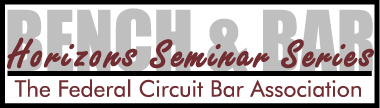 BENCH & BAR
Horizons Seminar Series
The Federal Circuit Bar Association